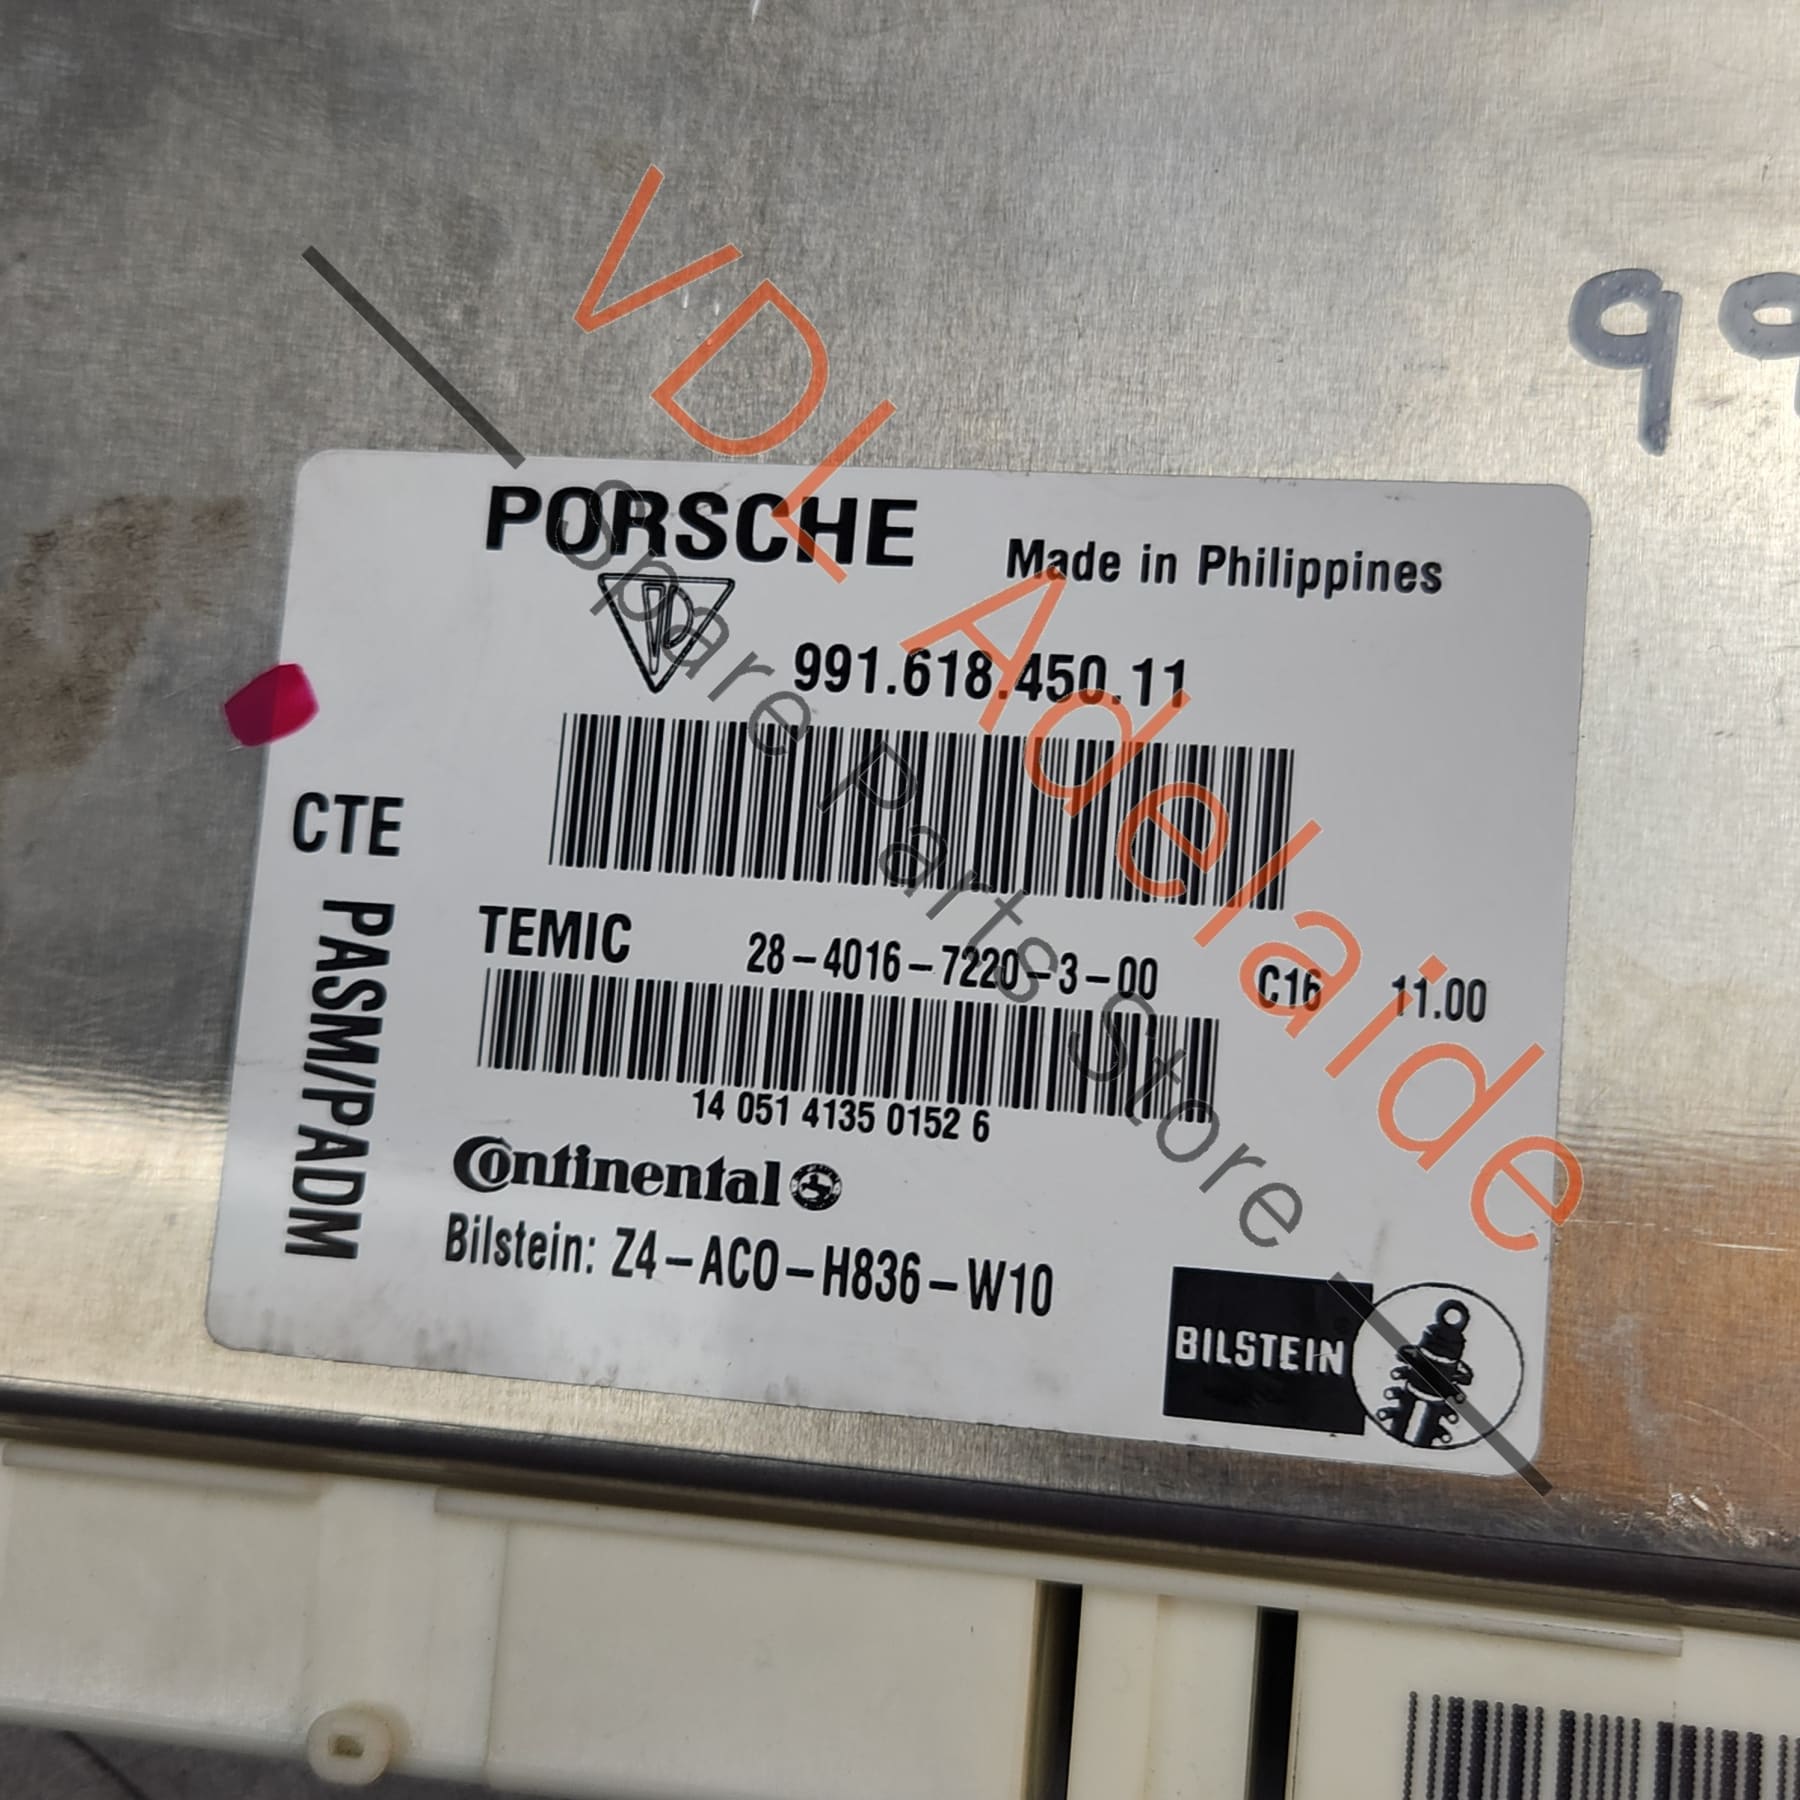 99
PORSCHE
Made in Philippines
991.618.450.11
CTE
PASM/PADM
TEMIC
28-4016-7220-3-00 C16 11.00
14 051 4135 0152 6
Continental
Bilstein: Z4-ACO-H836-W10
BILSTEIN
VDL Adelaide
Spare Parts Store